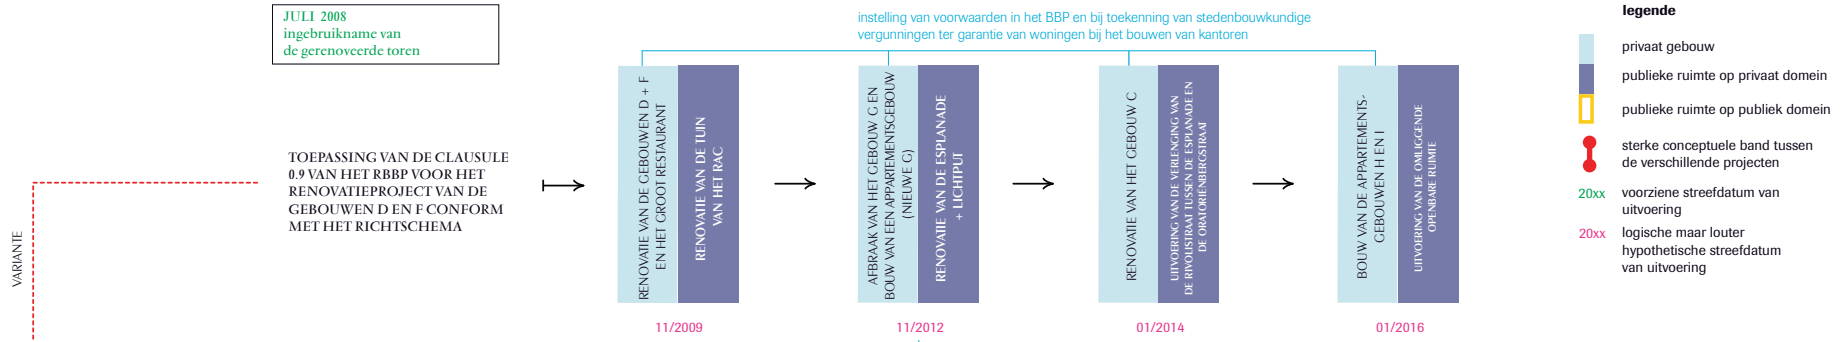 JULI 2008
ingebruikname van
de gerenoveerde toren
instelling van voorwaarden in het BBP en bij toekenning van stedenbouwkundige
vergunningen ter garantie van woningen bij het bouwen van kantoren
VARIANTE
TOEPASSING VAN DE CLAUSULE
0.9 VAN HET RBBP VOOR HET
RENOVATIEPROJECT VAN DE
GEBOUWEN D EN F CONFORM
MET HET RICHTSCHEMA
RENOVATIE VAN DE GEBOUWEN D + F
EN HET GROOT RESTAURANT
RENOVATIE VAN DE TUIN
VAN HET RAC
11/2009
AFBRAAK VAN HET GEBOUW G EN
BOUW VAN EEN APPARTEMENTSGEBOUW
(NIEUWE G)
RENOVATIE VAN DE ESPLANADE
+ LICHTPUT
11/2012
RENOVATIE VAN HET GEBOUW C
UITVOERING VAN DE VERLENGING VAN
DE RIVOLISTRAAT TUSSEN DE ESPLANADE EN
DE ORATORIËNBERGSTRAAT
01/2014
BOUW VAN DE APPARTEMENTS-
GEBOUWEN H EN I
UITVOERING VAN DE OMLIGGENDE
OPENBARE RUIMTE
01/2016
legende
privaat gebouw
publieke ruimte op privaat domein
publieke ruimte op publiek domein
sterke conceptuele band tussen
de verschillende projecten
20xx voorziene streefdatum van
uitvoering
20xx logische maar louter
hypothetische streefdatum
van uitvoering